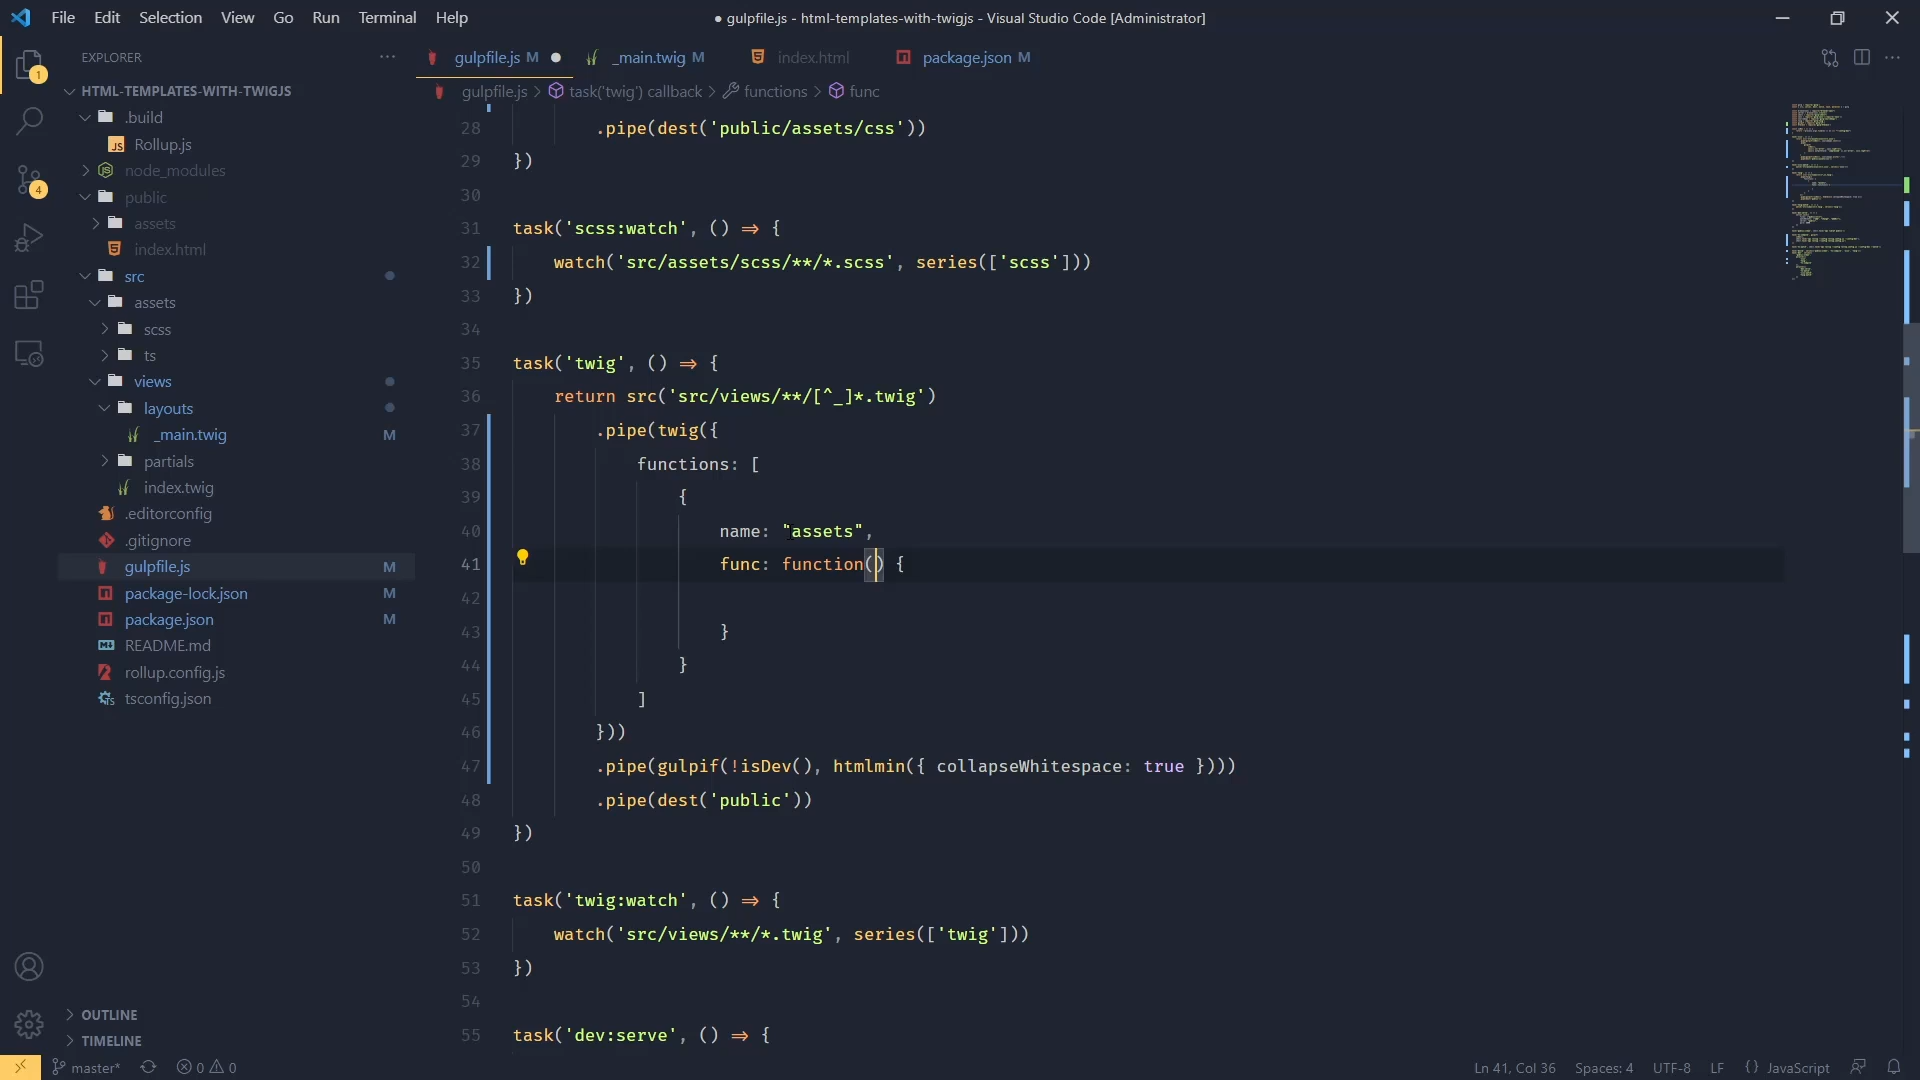 File Edit Selection View Go Run Terminal Help
● gulpfile.js - html-templates-with-twigjs - Visual Studio Code [Administrator]
EXPLORER
gulpfile.js M
_main.twig M
index.html
package.json M
gulpfile.js > task('twig') callback > functions > func
1
4
HTML-TEMPLATES-WITH-TWIGJS
.build
JS Rollup.js
node_modules
public
assets
index.html
src
assets
scss
ts
views
layouts
_main.twig M
partials
index.twig
.editorconfig
.gitignore
gulpfile.js M
package-lock.json M
package.json M
README.md
rollup.config.js
tsconfig.json
OUTLINE
TIMELINE
28 .pipe(dest('public/assets/css'))
29 })
30
31 task('scss:watch', () => {
32 watch('src/assets/scss/**/*.scss', series(['scss']))
33 })
34
35 task('twig', () => {
36 return src('src/views/**/[^_]*.twig')
37 .pipe(twig({
38 functions: [
39 {
40 name: "assets",
41 func: function() {
42
43 }
44 }
45 ]
46 }))
47 .pipe(gulpif(!isDev(), htmlmin({ collapseWhitespace: true })))
48 .pipe(dest('public'))
49 })
50
51 task('twig:watch', () => {
52 watch('src/views/**/*.twig', series(['twig']))
53 })
54
55 task('dev:serve', () => {
master* 0 0
Ln 41, Col 36 Spaces: 4 UTF-8 LF {} JavaScript